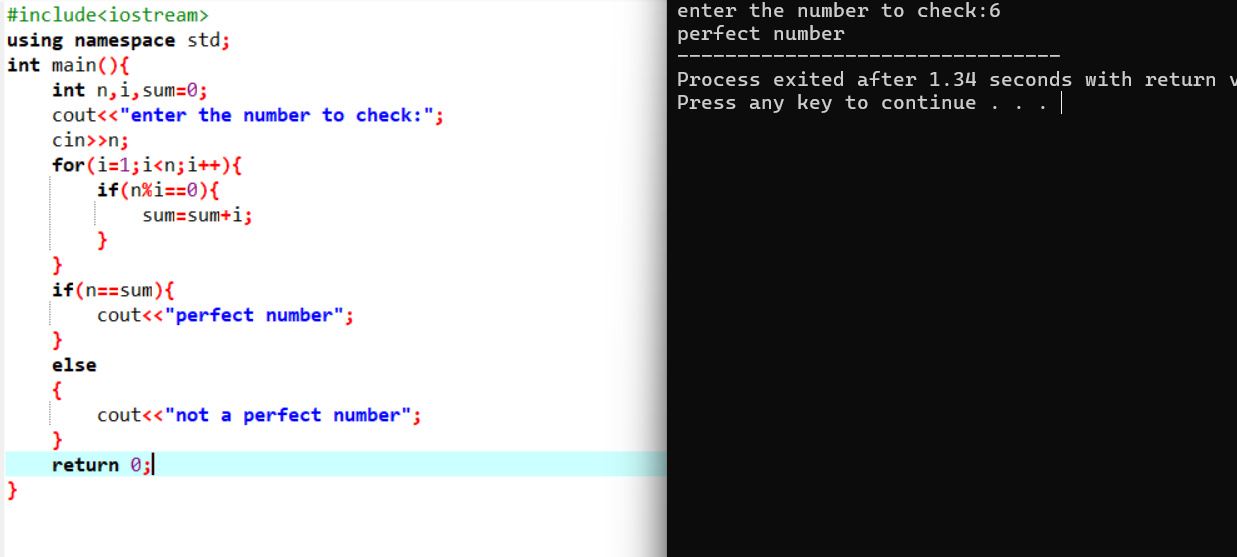 #include<iostream>
using namespace std;
int main(){
    int n,i,sum=0;
    cout<<"enter the number to check:";
    cin>>n;
    for(i=1;i<n;i++){
        if(n%i==0){
            sum=sum+i;
        }
    }
    if(n==sum){
        cout<<"perfect number";
    }
    else
    {
        cout<<"not a perfect number";
    }
    return 0;
}
enter the number to check:6
perfect number
--------------------------------
Process exited after 1.34 seconds with return v
Press any key to continue . . .